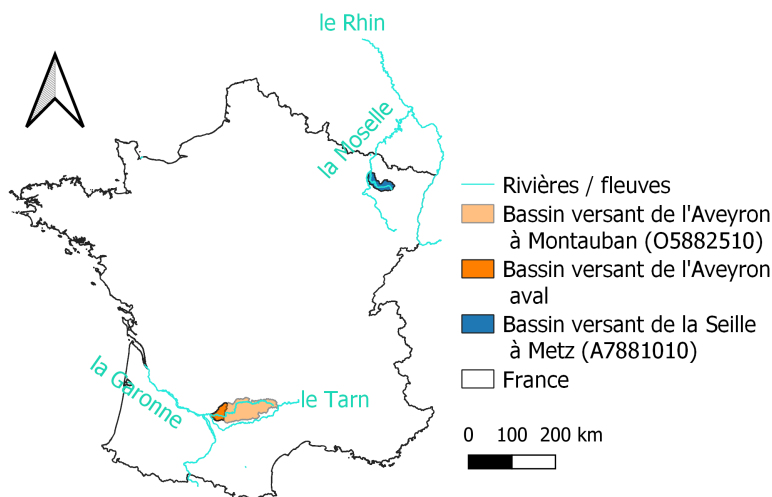 le Rhin
la Moselle
Rivières / fleuves
Bassin versant de l'Aveyron
à Montauban (O5882510)
Bassin versant de l'Aveyron
aval
Bassin versant de la Seille
à Metz (A7881010)
France
la Garonne
le Tarn
0 100 200 km